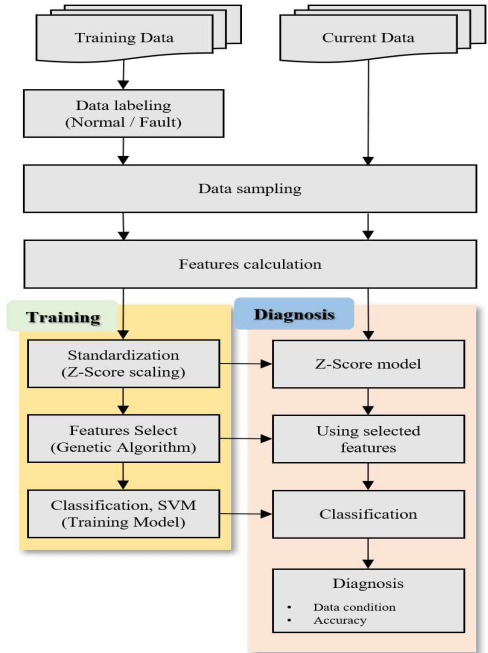 Training Data
Current Data
Data labeling
(Normal / Fault)
Data sampling
Features calculation
Training
Diagnosis
Standardization
(Z-Score scaling)
Z-Score model
Features Select
(Genetic Algorithm)
Using selected
features
Classification, SVM
(Training Model)
Classification
Diagnosis
• Data condition
• Accuracy